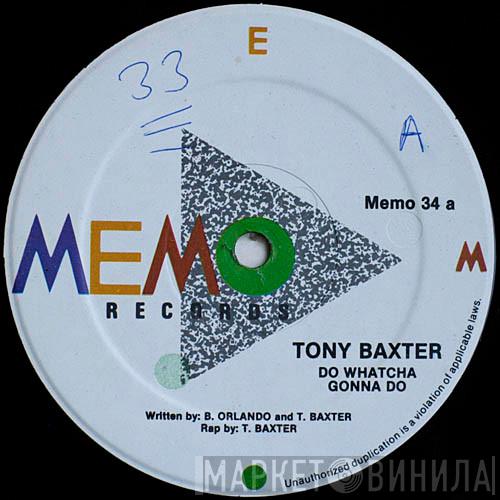 E
33
A
Memo 34 a
MEMO
M
RECORDS
TONY BAXTER
DO WHATCHA
GONNA DO
Written by: B. ORLANDO and T. BAXTER
Rap by: T. BAXTER
Unauthorized duplication is a violation of applicable laws.
МАРКЕТ ВИНИЛА